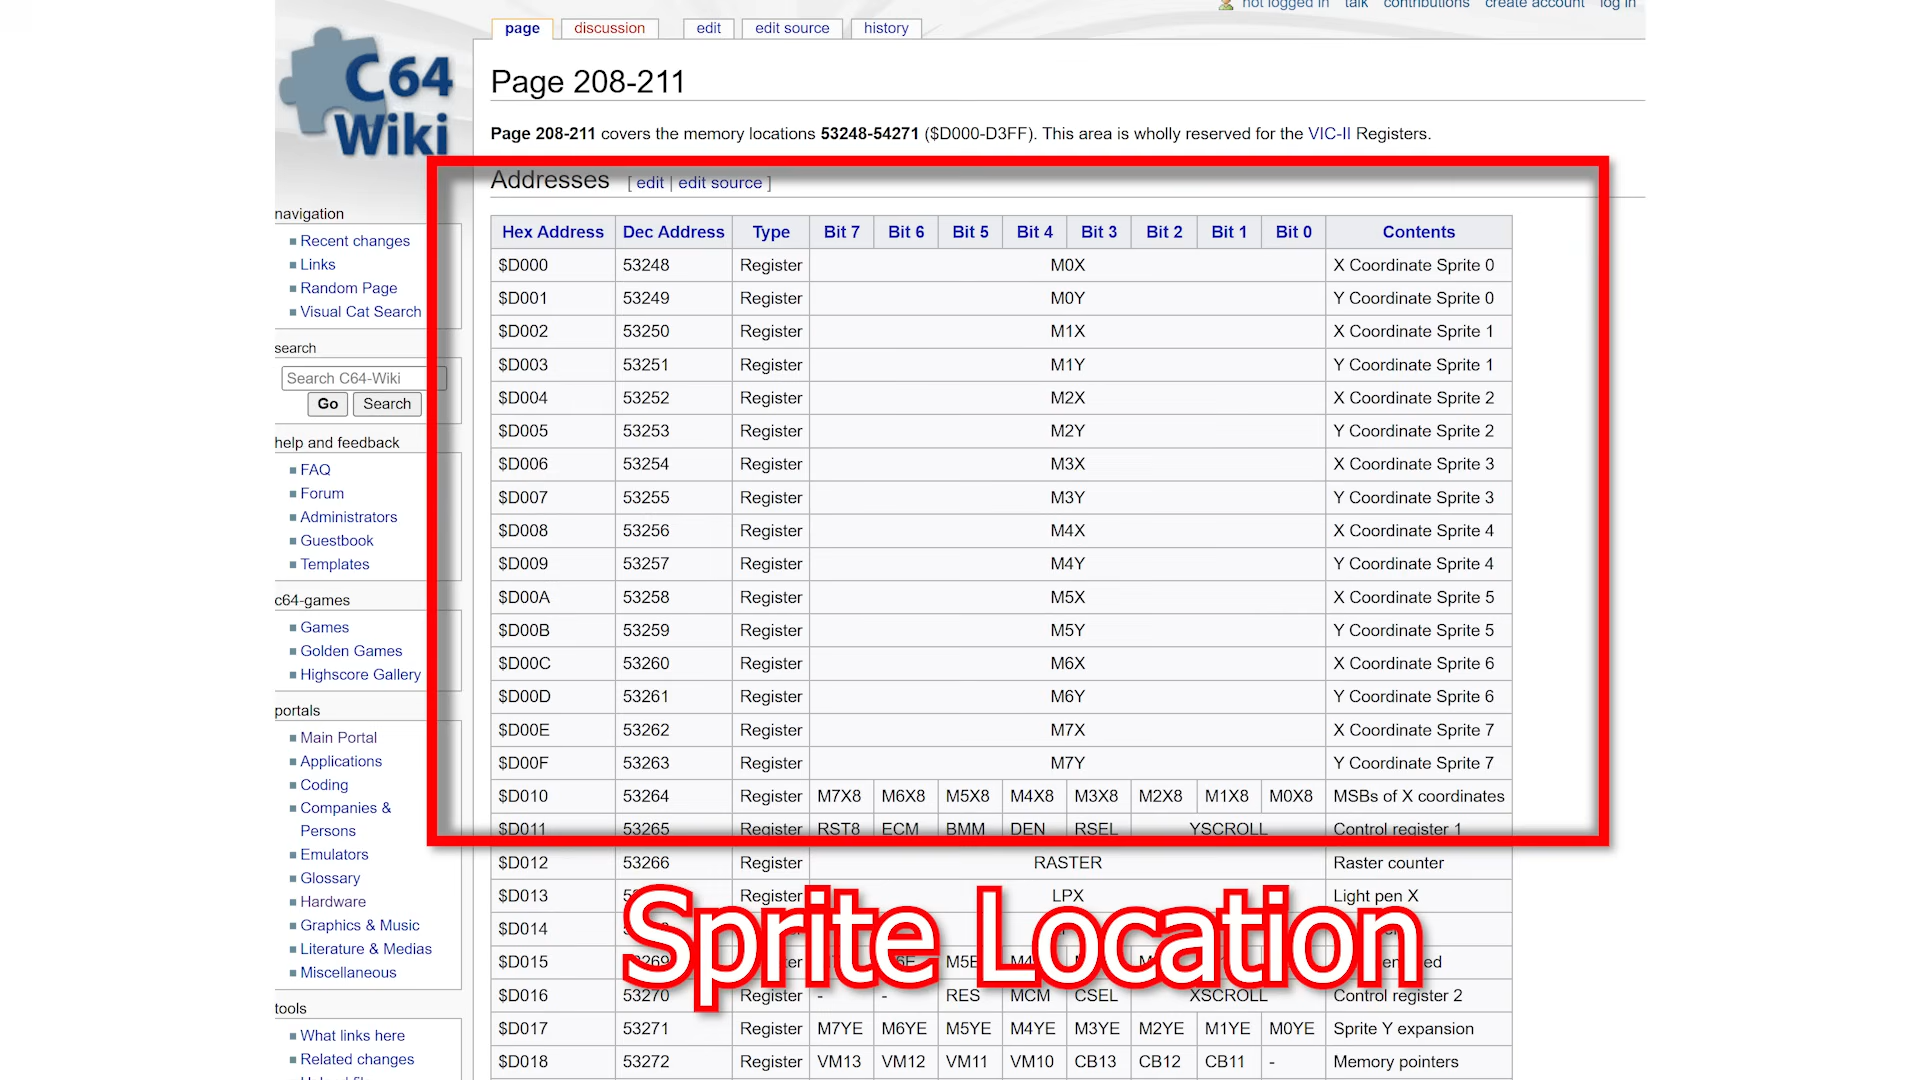 not logged in talk contributions create account log in
page discussion edit edit source history
C64
Wiki
Page 208-211
Page 208-211 covers the memory locations 53248-54271 ($D000-D3FF). This area is wholly reserved for the VIC-II Registers.
Addresses [ edit | edit source ]
navigation
Recent changes
Links
Random Page
Visual Cat Search
search
Search C64-Wiki
Go Search
help and feedback
FAQ
Forum
Administrators
Guestbook
Templates
c64-games
Games
Golden Games
Highscore Gallery
portals
Main Portal
Applications
Coding
Companies &
Persons
Emulators
Glossary
Hardware
Graphics & Music
Literature & Medias
Miscellaneous
tools
What links here
Related changes
Hex Address Dec Address Type Bit 7 Bit 6 Bit 5 Bit 4 Bit 3 Bit 2 Bit 1 Bit 0 Contents
$D000 53248 Register M0X X Coordinate Sprite 0
$D001 53249 Register M0Y Y Coordinate Sprite 0
$D002 53250 Register M1X X Coordinate Sprite 1
$D003 53251 Register M1Y Y Coordinate Sprite 1
$D004 53252 Register M2X X Coordinate Sprite 2
$D005 53253 Register M2Y Y Coordinate Sprite 2
$D006 53254 Register M3X X Coordinate Sprite 3
$D007 53255 Register M3Y Y Coordinate Sprite 3
$D008 53256 Register M4X X Coordinate Sprite 4
$D009 53257 Register M4Y Y Coordinate Sprite 4
$D00A 53258 Register M5X X Coordinate Sprite 5
$D00B 53259 Register M5Y Y Coordinate Sprite 5
$D00C 53260 Register M6X X Coordinate Sprite 6
$D00D 53261 Register M6Y Y Coordinate Sprite 6
$D00E 53262 Register M7X X Coordinate Sprite 7
$D00F 53263 Register M7Y Y Coordinate Sprite 7
$D010 53264 Register M7X8 M6X8 M5X8 M4X8 M3X8 M2X8 M1X8 M0X8 MSBs of X coordinates
$D011 53265 Register RST8 ECM BMM DEN RSEL YSCROLL Control register 1
$D012 53266 Register RASTER Raster counter
$D013 Register LPX Light pen X
$D014
$D015
$D016 53270 Register - - RES MCM CSEL XSCROLL Control register 2
$D017 53271 Register M7YE M6YE M5YE M4YE M3YE M2YE M1YE M0YE Sprite Y expansion
$D018 53272 Register VM13 VM12 VM11 VM10 CB13 CB12 CB11 - Memory pointers
Sprite Location